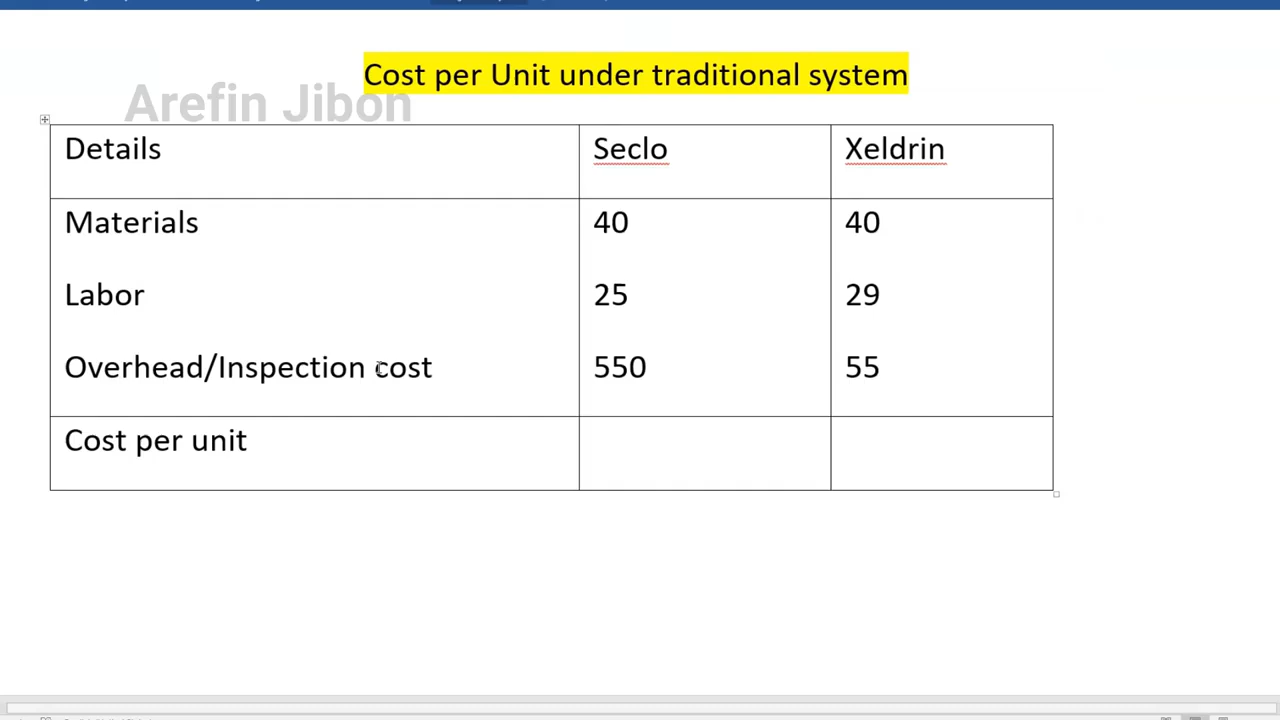 Cost per Unit under traditional system
Arefin Jibon
Details Seclo Xeldrin
Materials 40 40
Labor 25 29
Overhead/Inspection cost 550 55
Cost per unit